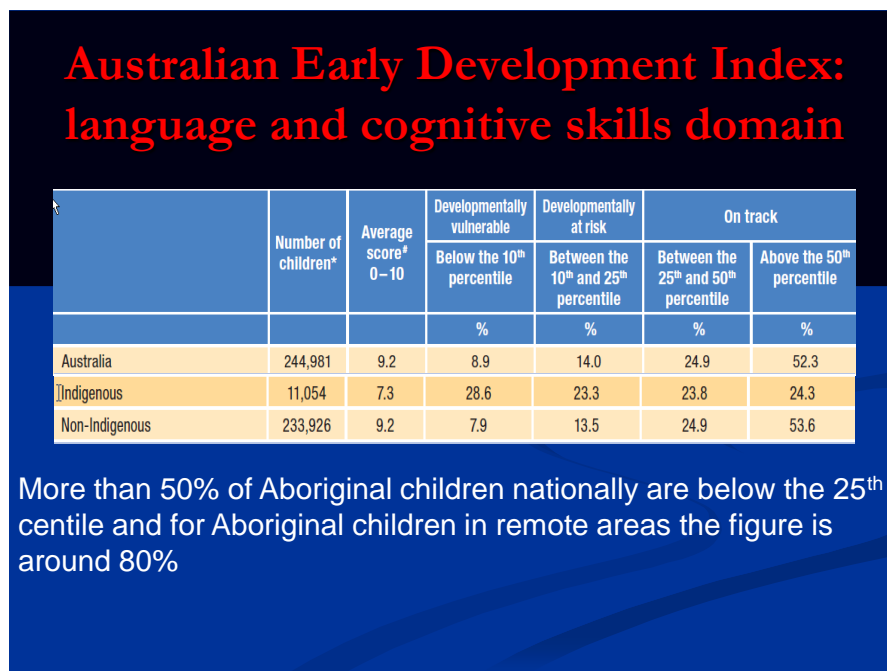 Australian Early Development Index:
language and cognitive skills domain
Number of
children*
Average
score#
0–10
Developmentally
vulnerable
Developmentally
at risk
On track
Below the 10th
percentile
Between the
10th and 25th
percentile
Between the
25th and 50th
percentile
Above the 50th
percentile
% % % %
Australia 244,981 9.2 8.9 14.0 24.9 52.3
Indigenous 11,054 7.3 28.6 23.3 23.8 24.3
Non-Indigenous 233,926 9.2 7.9 13.5 24.9 53.6
More than 50% of Aboriginal children nationally are below the 25th
centile and for Aboriginal children in remote areas the figure is
around 80%